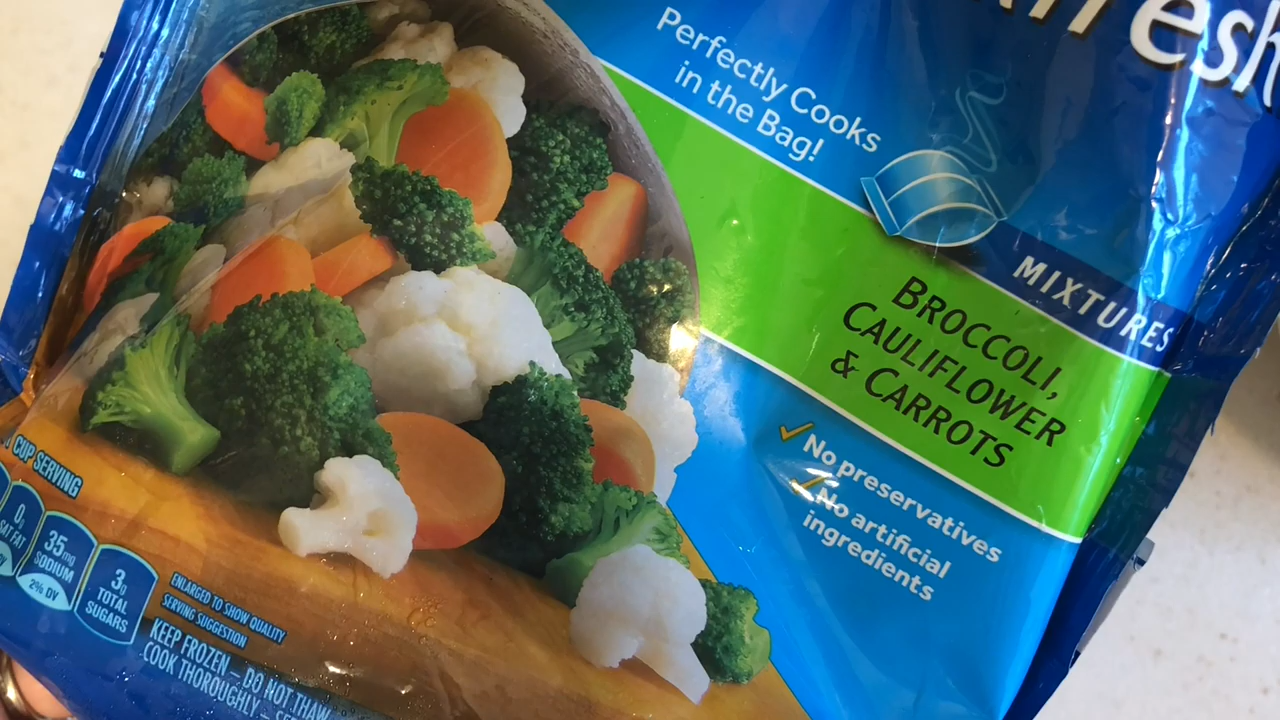 Perfectly Cooks
in the Bag!
MIXTURES
BROCCOLI,
CAULIFLOWER
& CARROTS
No preservatives
No artificial
ingredients
CUP SERVING
0g
SAT FAT
35mg
SODIUM
2% DV
3g
TOTAL
SUGARS
ENLARGED TO SHOW QUALITY
SERVING SUGGESTION
KEEP FROZEN – DO NOT THAW
COOK THOROUGHLY –